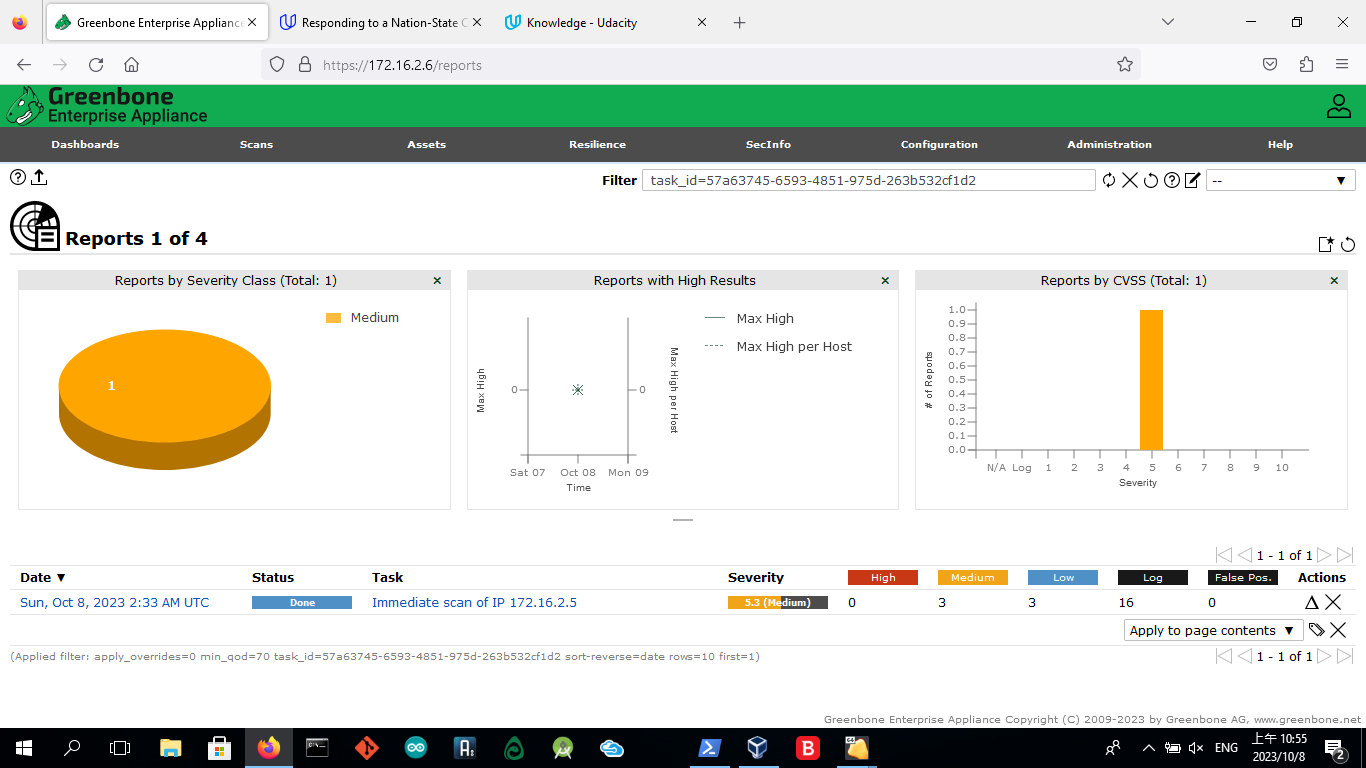 Greenbone Enterprise Appliance
Responding to a Nation-State C
Knowledge - Udacity
https://172.16.2.6/reports
Greenbone
Enterprise Appliance
Dashboards Scans Assets Resilience SecInfo Configuration Administration Help
Filter task_id=57a63745-6593-4851-975d-263b532cf1d2 --
Reports 1 of 4
Reports by Severity Class (Total: 1)
Medium
1
Reports with High Results
Max High
Max High per Host
Max High
0
0
Max High per Host
Sat 07 Oct 08 Mon 09
Time
Reports by CVSS (Total: 1)
# of Reports
1.0
0.9
0.8
0.7
0.6
0.5
0.4
0.3
0.2
0.1
0.0
N/A Log 1 2 3 4 5 6 7 8 9 10
Severity
1 - 1 of 1
Date ▼ Status Task Severity High Medium Low Log False Pos. Actions
Sun, Oct 8, 2023 2:33 AM UTC Done Immediate scan of IP 172.16.2.5 5.3 (Medium) 0 3 3 16 0
Apply to page contents ▼
(Applied filter: apply_overrides=0 min_qod=70 task_id=57a63745-6593-4851-975d-263b532cf1d2 sort-reverse=date rows=10 first=1)
1 - 1 of 1
Greenbone Enterprise Appliance Copyright (C) 2009-2023 by Greenbone AG, www.greenbone.net
ENG
上午 10:55
2023/10/8
2